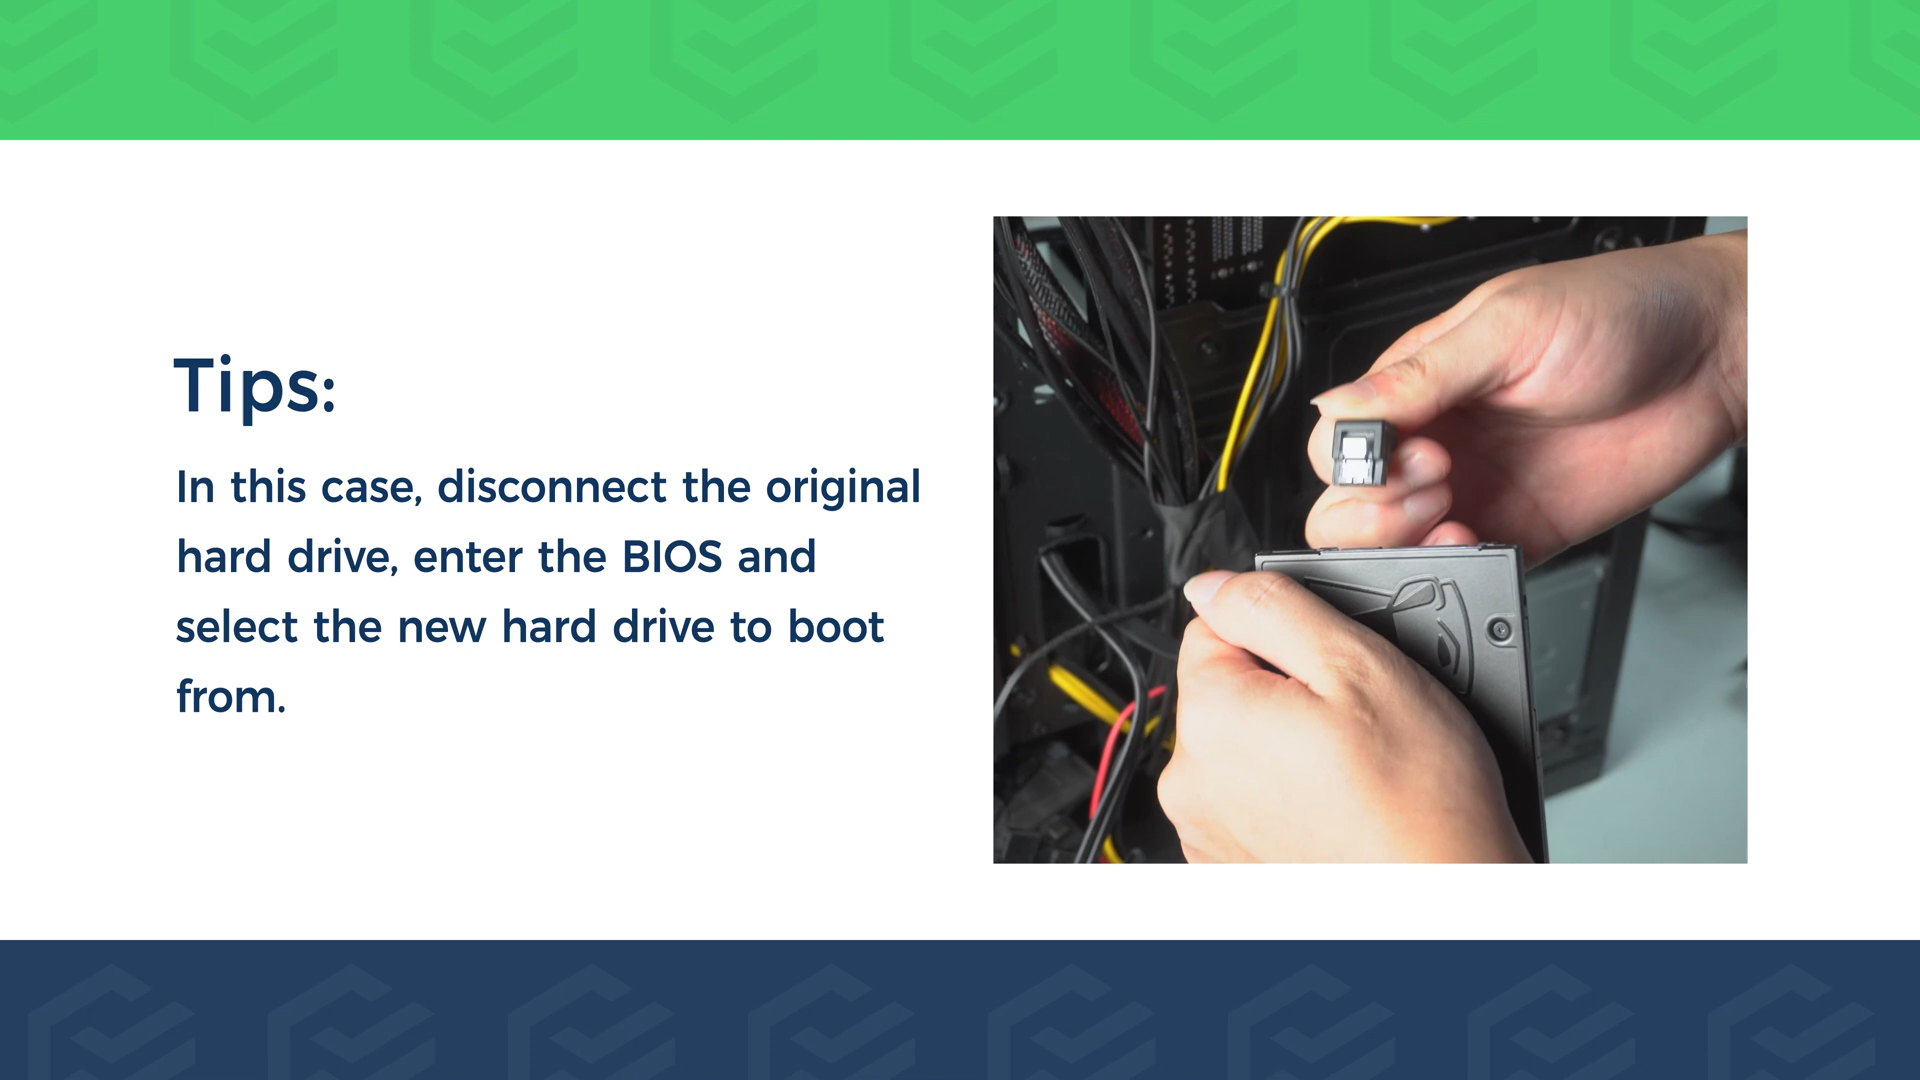 Tips:
In this case, disconnect the original
hard drive, enter the BIOS and
select the new hard drive to boot
from.